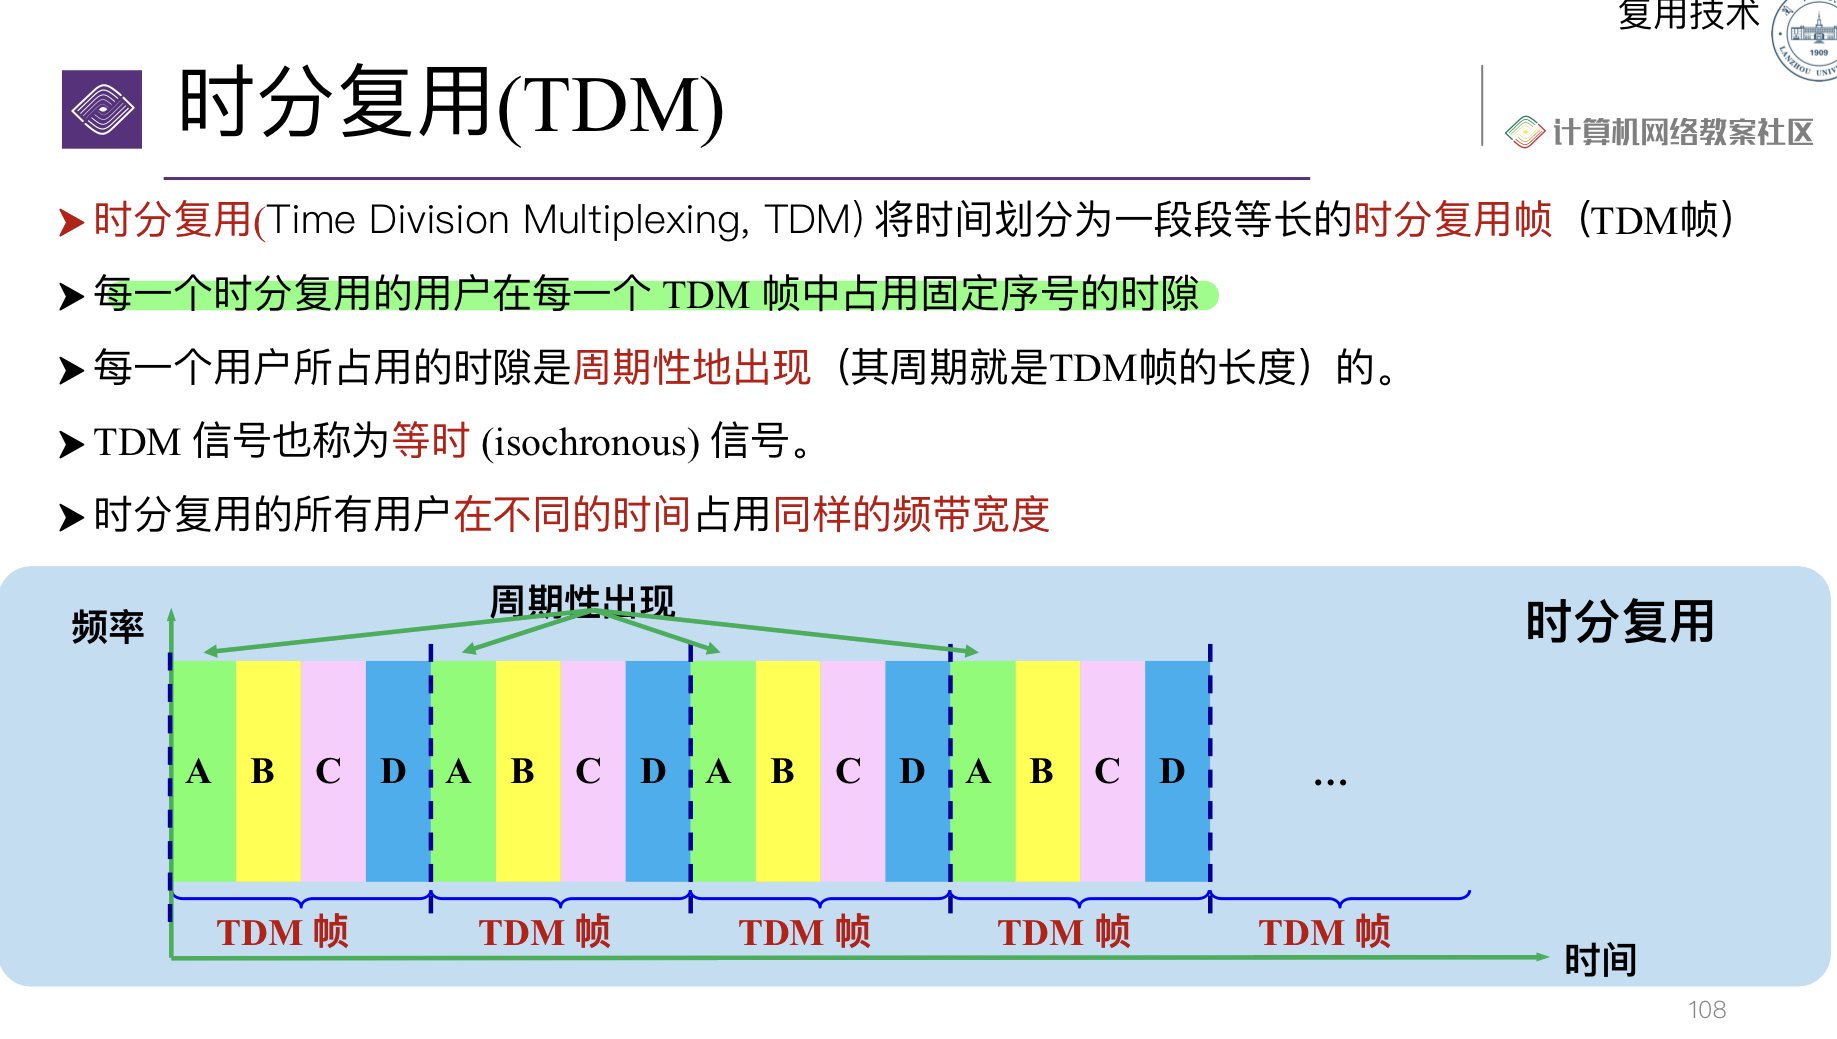 复用技术
1909
LANZHOU UNIV
时分复用(TDM)
计算机网络教案社区
➤时分复用(Time Division Multiplexing, TDM) 将时间划分为一段段等长的时分复用帧（TDM帧）
➤每一个时分复用的用户在每一个 TDM 帧中占用固定序号的时隙
➤每一个用户所占用的时隙是周期性地出现（其周期就是TDM帧的长度）的。
➤TDM 信号也称为等时 (isochronous) 信号。
➤时分复用的所有用户在不同的时间占用同样的频带宽度
周期性出现
频率
时分复用
A B C D A B C D A B C D A B C D ...
TDM 帧 TDM 帧 TDM 帧 TDM 帧 TDM 帧
时间
108